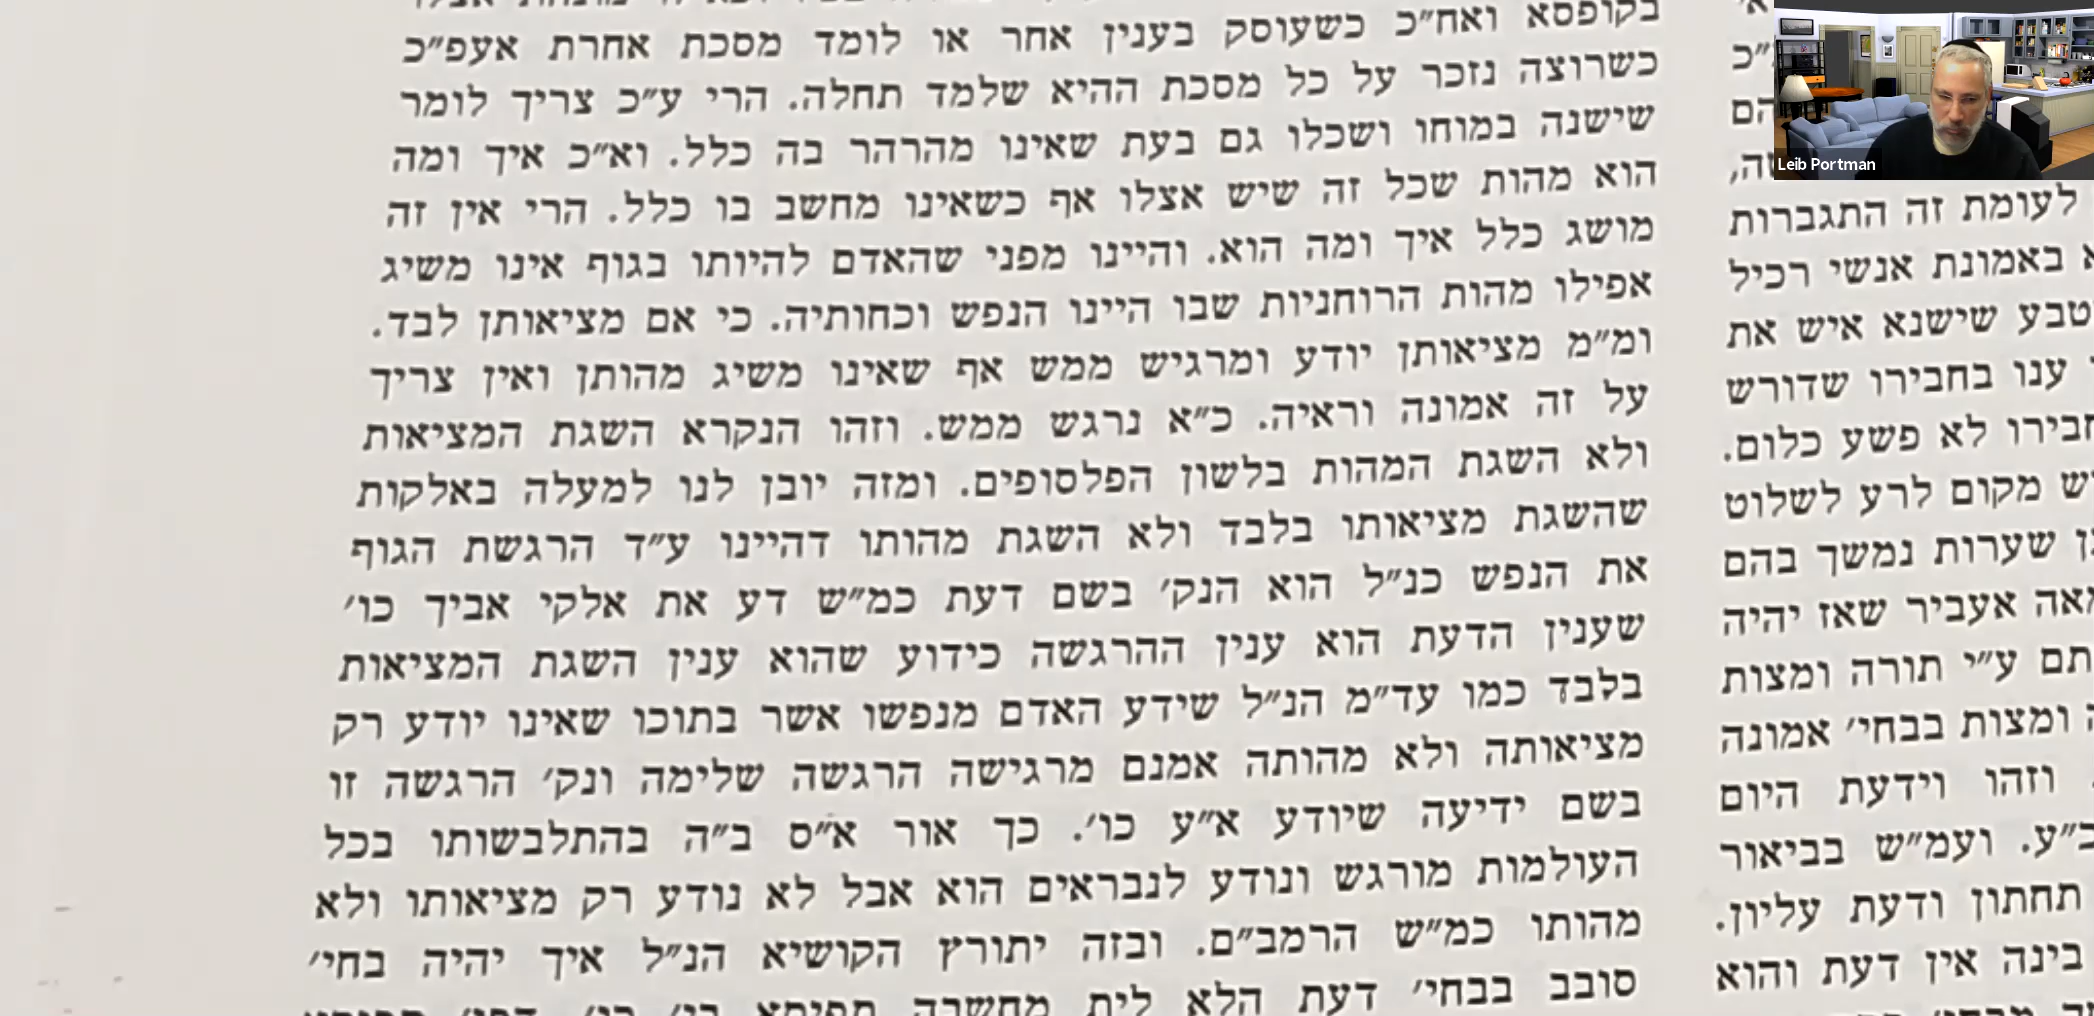 בקופסא ואח״כ כשעוסק בענין אחר או לומד מסכת אחרת אעפ״כ
כשרוצה נזכר על כל מסכת ההיא שלמד תחלה. הרי ע״כ צריך לומר
שישנה במוחו ושכלו גם בעת שאינו מהרהר בה כלל. וא״כ איך ומה
הוא מהות שכל זה שיש אצלו אף כשאינו מחשב בו כלל. הרי אין זה
מושג כלל איך ומה הוא. והיינו מפני שהאדם להיותו בגוף אינו משיג
אפילו מהות הרוחניות שבו היינו הנפש וכחותיה. כי אם מציאותן לבד.
ומ״מ מציאותן יודע ומרגיש ממש אף שאינו משיג מהותן ואין צריך
על זה אמונה וראיה. כ״א נרגש ממש. וזהו הנקרא השגת המציאות
ולא השגת המהות בלשון הפלסופים. ומזה יובן לנו למעלה באלקות
שהשגת מציאותו בלבד ולא השגת מהותו דהיינו ע״ד הרגשת הגוף
את הנפש כנ״ל הוא הנק׳ בשם דעת כמ״ש דע את אלקי אביך כו׳
שענין הדעת הוא ענין ההרגשה כידוע שהוא ענין השגת המציאות
בלבד כמו עד״מ הנ״ל שידע האדם מנפשו אשר בתוכו שאינו יודע רק
מציאותה ולא מהותה אמנם מרגישה הרגשה שלימה ונק׳ הרגשה זו
בשם ידיעה שיודע א״ע כו׳. כך אור א״ס ב״ה בהתלבשותו בכל
העולמות מורגש ונודע לנבראים הוא אבל לא נודע רק מציאותו ולא
מהותו כמ״ש הרמב״ם. ובזה יתורץ הקושיא הנ״ל איך יהיה בחי׳
סובב בבחי׳ דעת הלא לית מחשבה תפיסא
לעומת זה התגברות
באמונת אנשי רכיל
טבע שישנא איש את
ענו בחבירו שדורש
חבירו לא פשע כלום.
מקום לרע לשלוט
שערות נמשך בהם
אעביר שאז יהיה
ע״י תורה ומצות
ומצות בבחי׳ אמונה
וזהו וידעת היום
ועמ״ש בביאור
תחתון ודעת עליון.
בינה אין דעת והוא
Leib Portman